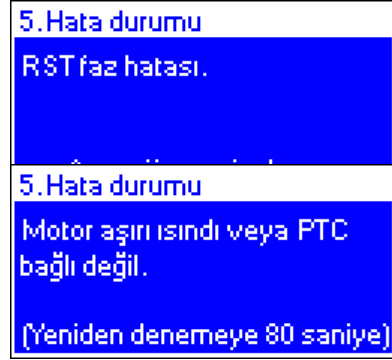 5.Hata durumu
RST faz hatası.
5.Hata durumu
Motor aşırı ısındı veya PTC
bağlı değil.
(Yeniden denemeye 80 saniye)